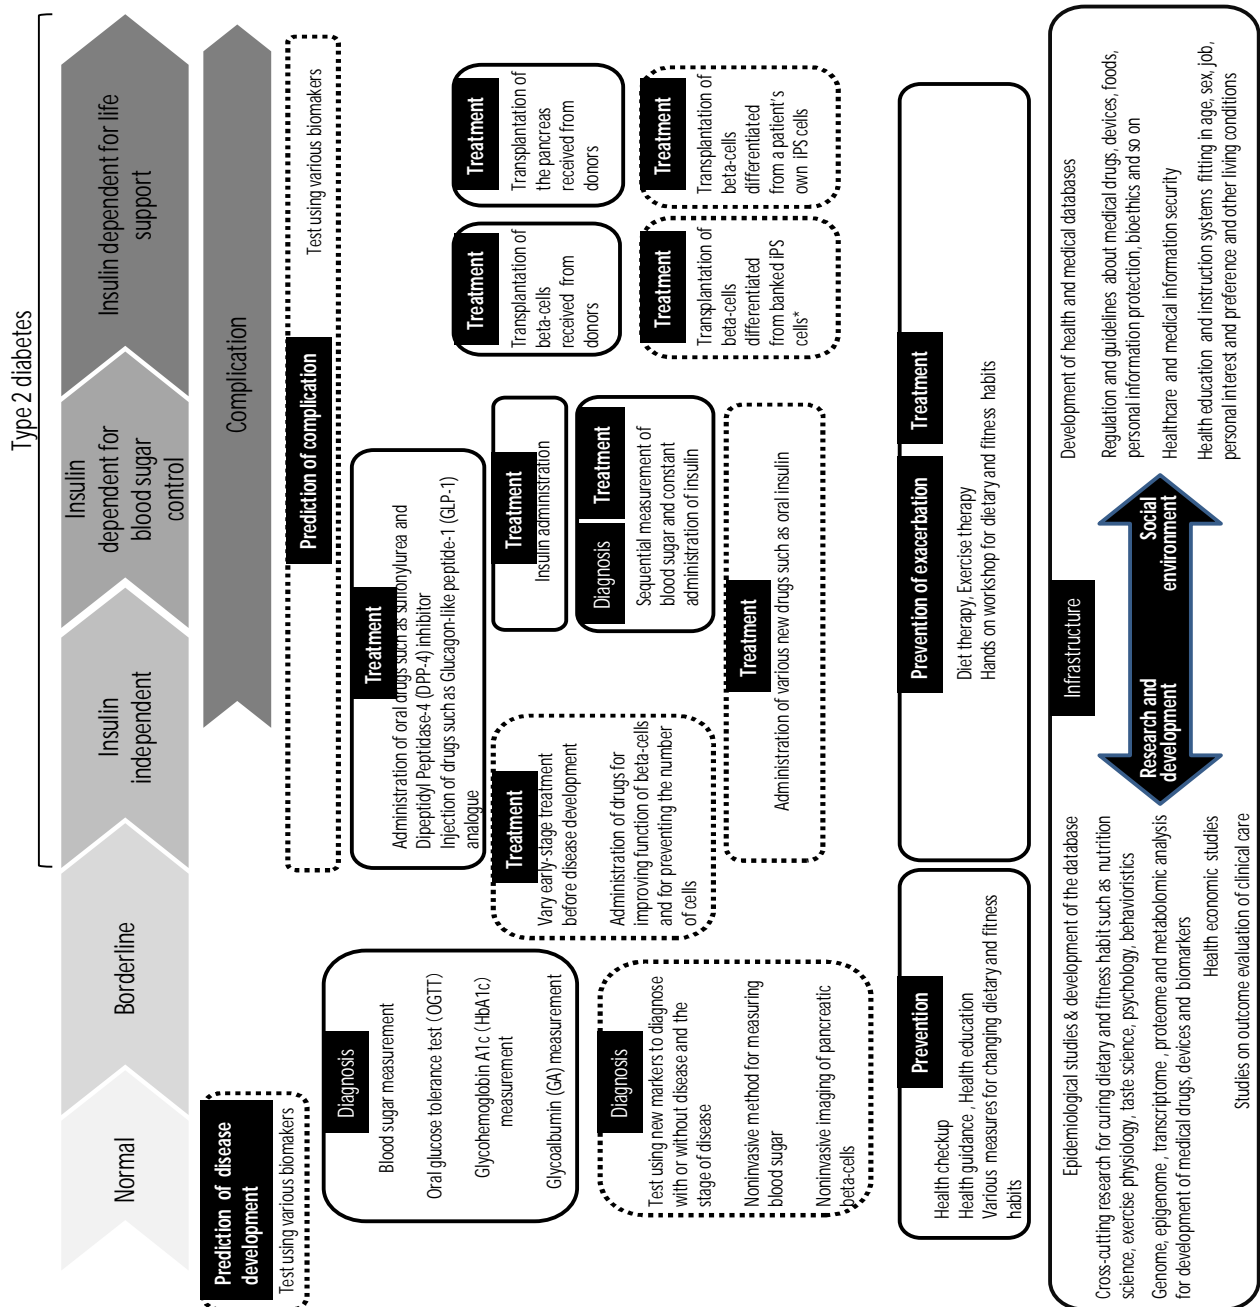 Type 2 diabetes
Normal
Borderline
Insulin
independent
Insulin
dependent for
blood sugar
control
Insulin dependent for life
support
Complication
Prediction of disease
development
Test using various biomakers
Prediction of complication
Test using various biomakers
Diagnosis
Blood sugar measurement
Oral glucose tolerance test (OGTT)
Glycohemoglobin A1c (HbA1c)
measurement
Glycoalbumin (GA) measurement
Treatment
Administration of oral drugs such as sulfonylurea and
Dipeptidyl Peptidase-4 (DPP-4) inhibitor
Injection of drugs such as Glucagon-like peptide-1 (GLP-1)
analogue
Treatment
Vary early-stage treatment
before disease development
Administration of drugs for
improving function of beta-cells
and for preventing the number
of cells
Treatment
Insulin administration
Diagnosis
Treatment
Sequential measurement of
blood sugar and constant
administration of insulin
Treatment
Transplantation of
beta-cells
received from
donors
Treatment
Transplantation of
the pancreas
received from
donors
Treatment
Transplantation of
beta-cells
differentiated
from banked iPS
cells*
Treatment
Transplantation of
beta-cells
differentiated
from a patient's
own iPS cells
Diagnosis
Test using new markers to diagnose
with or without disease and the
stage of disease
Noninvasive method for measuring
blood sugar
Noninvasive imaging of pancreatic
beta-cells
Treatment
Administration of various new drugs such as oral insulin
Prevention
Health checkup
Health guidance , Health education
Various measures for changing dietary and fitness
habits
Prevention of exacerbation
Treatment
Diet therapy, Exercise therapy
Hands on workshop for dietary and fitness habits
Infrastructure
Epidemiological studies & development of the database
Cross-cutting research for curing dietary and fitness habit such as nutrition
science, exercise physiology, taste science, psychology, behavioristics
Genome, epigenome , transcriptome , proteome and metabolomic analysis
for development of medical drugs, devices and biomarkers
Health economic studies
Studies on outcome evaluation of clinical care
Research and
development
Social
environment
Development of health and medical databases
Regulation and guidelines about medical drugs, devices, foods,
personal information protection, bioethics and so on
Healthcare and medical information security
Health education and instruction systems fitting in age, sex, job,
personal interest and preference and other living conditions